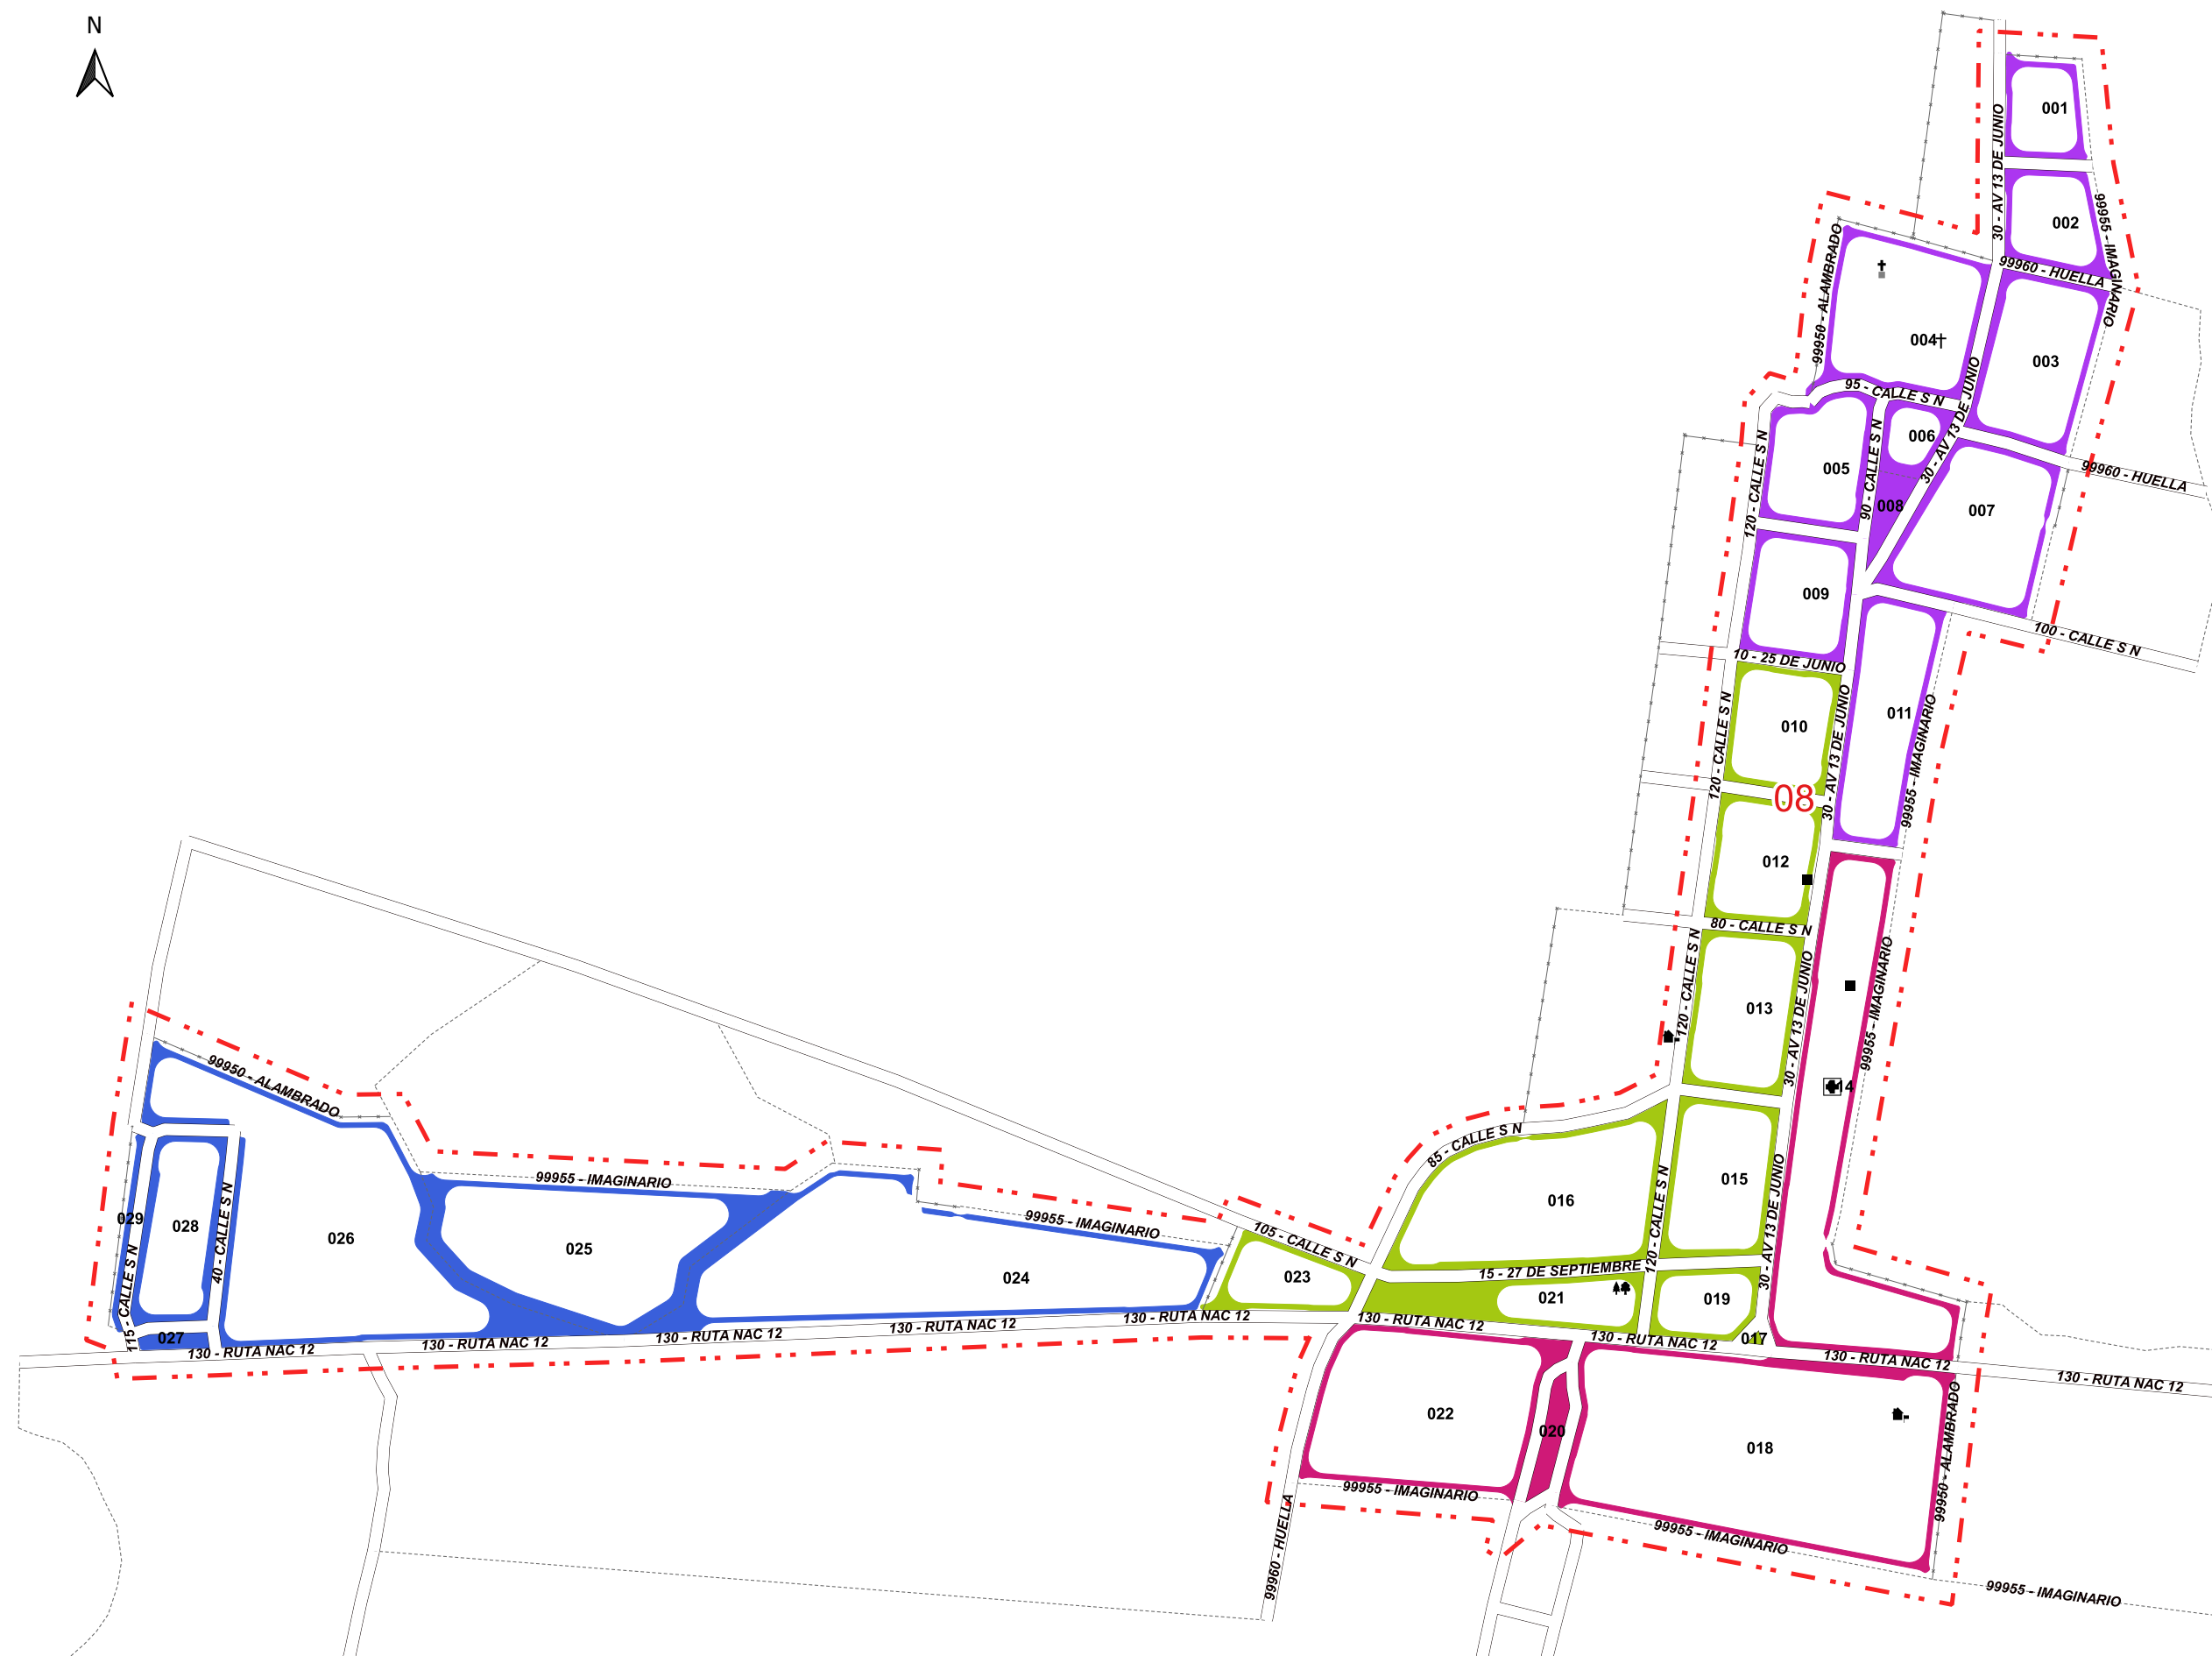 N
001
30 - AV 13 DE JUNIO
002
99955 - IMAGINARIO
99960 - HUELLA
99950 - ALAMBRADO
004
003
95 - CALLE S N
006
30 - AV 13 DE JUNIO
005
120 - CALLE S N
90 - CALLE S N
99960 - HUELLA
008
007
009
100 - CALLE S N
10 - 25 DE JUNIO
010
011
120 - CALLE S N
30 - AV 13 DE JUNIO
99955 - IMAGINARIO
08
012
80 - CALLE S N
013
120 - CALLE S N
30 - AV 13 DE JUNIO
99955 - IMAGINARIO
014
99950 - ALAMBRADO
85 - CALLE S N
99955 - IMAGINARIO
015
016
120 - CALLE S N
30 - AV 13 DE JUNIO
029
028
40 - CALLE S N
026
025
99955 - IMAGINARIO
105 - CALLE S N
024
023
15 - 27 DE SEPTIEMBRE
021
019
017
115 - CALLE S N
027
130 - RUTA NAC 12
130 - RUTA NAC 12
130 - RUTA NAC 12
130 - RUTA NAC 12
130 - RUTA NAC 12
130 - RUTA NAC 12
130 - RUTA NAC 12
130 - RUTA NAC 12
130 - RUTA NAC 12
022
020
018
99950 - ALAMBRADO
99955 - IMAGINARIO
99960 - HUELLA
99955 - IMAGINARIO
99955 - IMAGINARIO